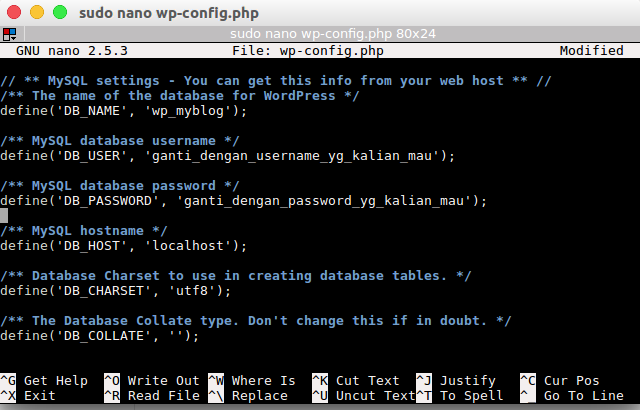 sudo nano wp-config.php
sudo nano wp-config.php 80x24
GNU nano 2.5.3 File: wp-config.php Modified
// ** MySQL settings - You can get this info from your web host ** //
/** The name of the database for WordPress */
define('DB_NAME', 'wp_myblog');
/** MySQL database username */
define('DB_USER', 'ganti_dengan_username_yg_kalian_mau');
/** MySQL database password */
define('DB_PASSWORD', 'ganti_dengan_password_yg_kalian_mau');
/** MySQL hostname */
define('DB_HOST', 'localhost');
/** Database Charset to use in creating database tables. */
define('DB_CHARSET', 'utf8');
/** The Database Collate type. Don't change this if in doubt. */
define('DB_COLLATE', '');
^G Get Help ^O Write Out ^W Where Is ^K Cut Text ^J Justify ^C Cur Pos
^X Exit ^R Read File ^\ Replace ^U Uncut Text ^T To Spell ^_ Go To Line